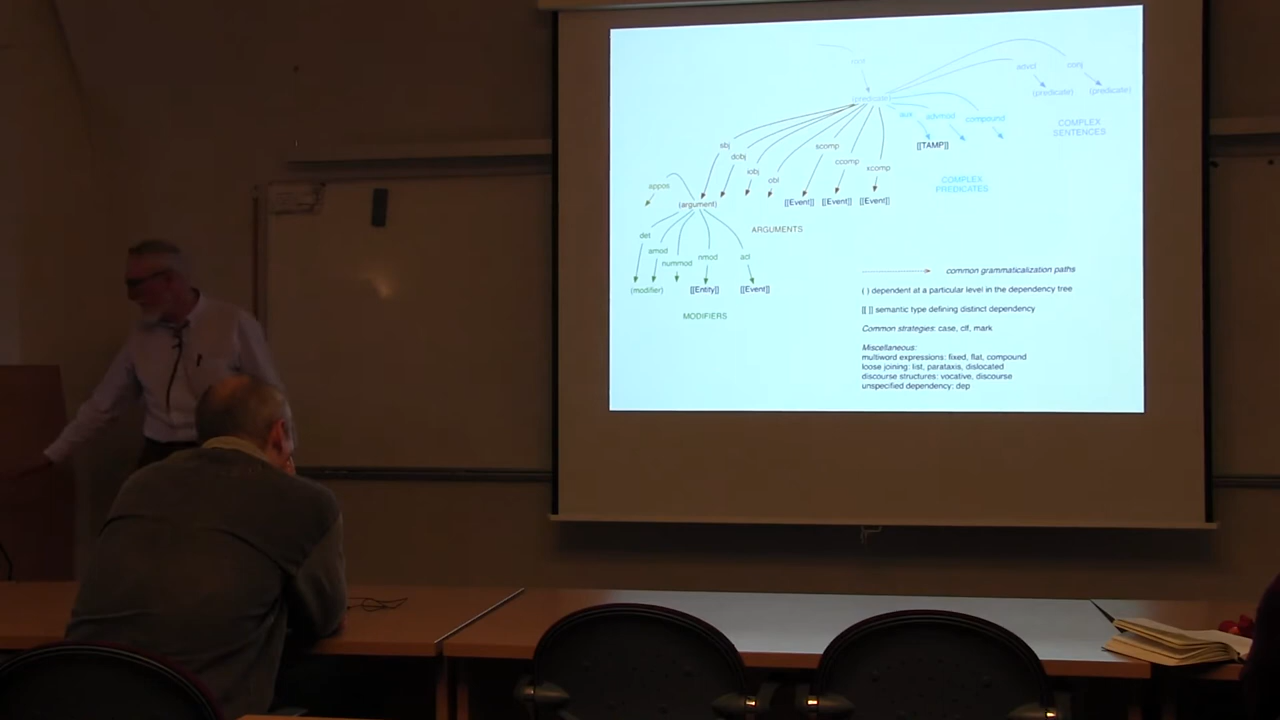 root
advcl conj
(predicate) (predicate)
(predicate)
aux advmod compound
COMPLEX
SENTENCES
sbj
dobj
iobj
obl
scomp
ccomp
xcomp
[[TAMP]]
COMPLEX
PREDICATES
appos
(argument)
[[Event]] [[Event]] [[Event]]
ARGUMENTS
det
amod
nummod
nmod
acl
(modifier) [[Entity]] [[Event]]
MODIFIERS
common grammaticalization paths
( ) dependent at a particular level in the dependency tree
[[ ]] semantic type defining distinct dependency
Common strategies: case, clf, mark
Miscellaneous:
multiword expressions: fixed, flat, compound
loose joining: list, parataxis, dislocated
discourse structures: vocative, discourse
unspecified dependency: dep